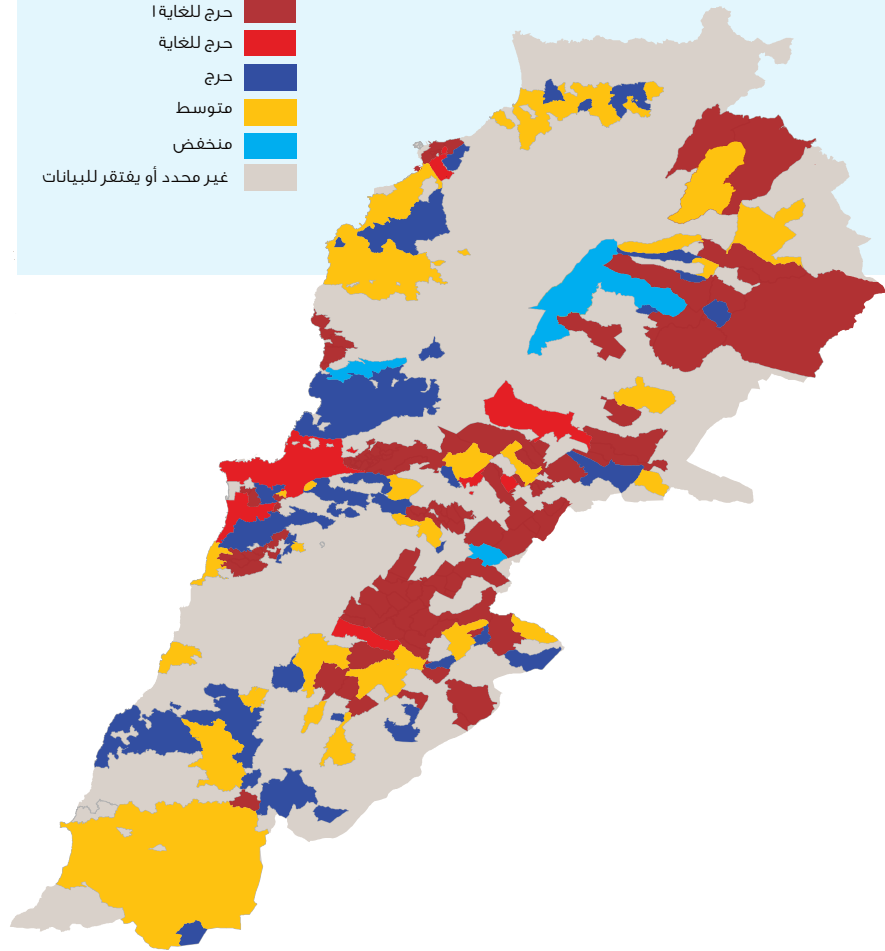 حرج للغاية ا
حرج للغاية
حرج
متوسط
منخفض
غير محدد أو يفتقر للبيانات